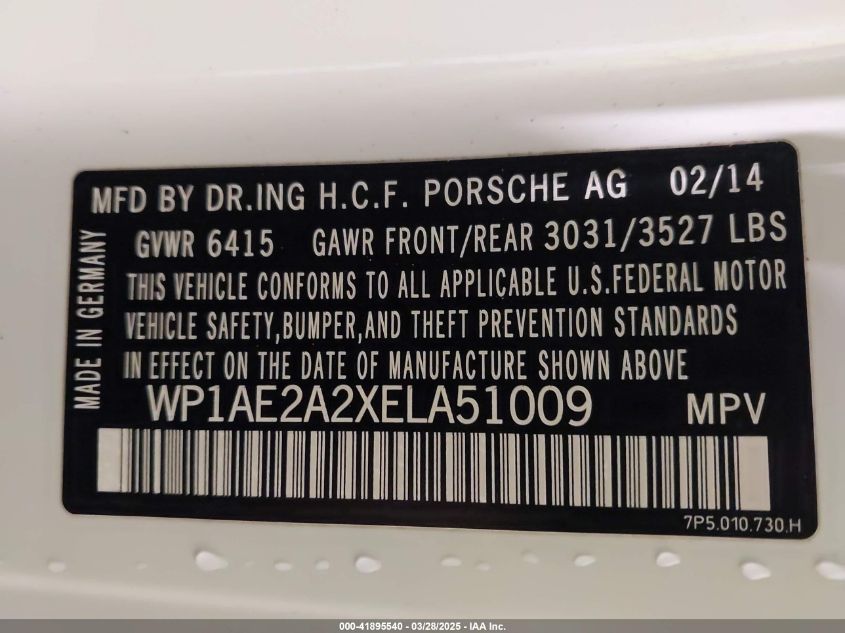 MFD BY DR.ING H.C.F. PORSCHE AG 02/14
GVWR 6415 GAWR FRONT/REAR 3031/3527 LBS
THIS VEHICLE CONFORMS TO ALL APPLICABLE U.S.FEDERAL MOTOR
VEHICLE SAFETY,BUMPER,AND THEFT PREVENTION STANDARDS
IN EFFECT ON THE DATE OF MANUFACTURE SHOWN ABOVE
MADE IN GERMANY
WP1AE2A2XELA51009 MPV
7P5.010.730.H
000-41895540 - 03/28/2025 - IAA Inc.